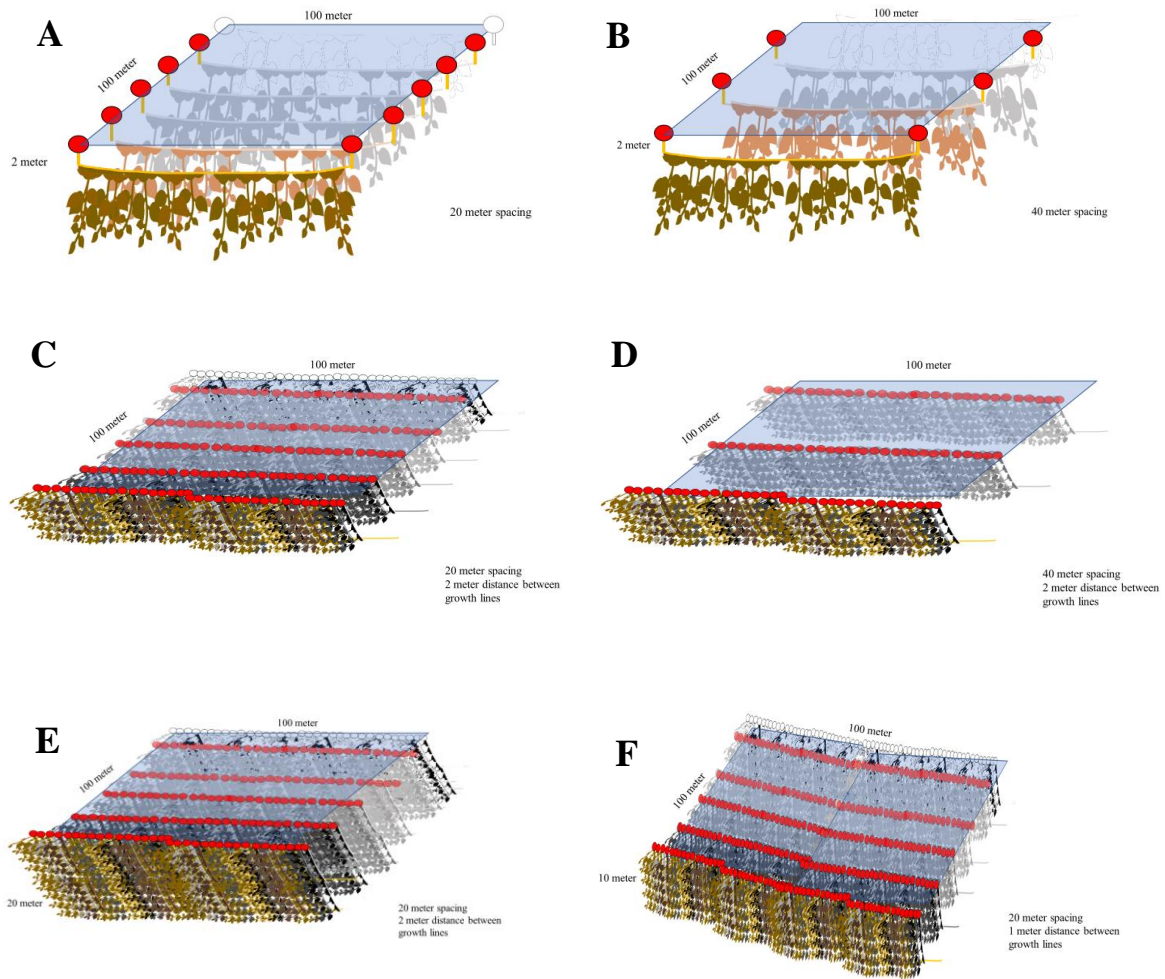 A
100 meter
100 meter
2 meter
20 meter spacing
B
100 meter
100 meter
2 meter
40 meter spacing
C
100 meter
100 meter
20 meter spacing
2 meter distance between
growth lines
D
100 meter
100 meter
40 meter spacing
2 meter distance between
growth lines
E
100 meter
100 meter
20 meter
20 meter spacing
2 meter distance between
growth lines
F
100 meter
100 meter
10 meter
20 meter spacing
1 meter distance between
growth lines